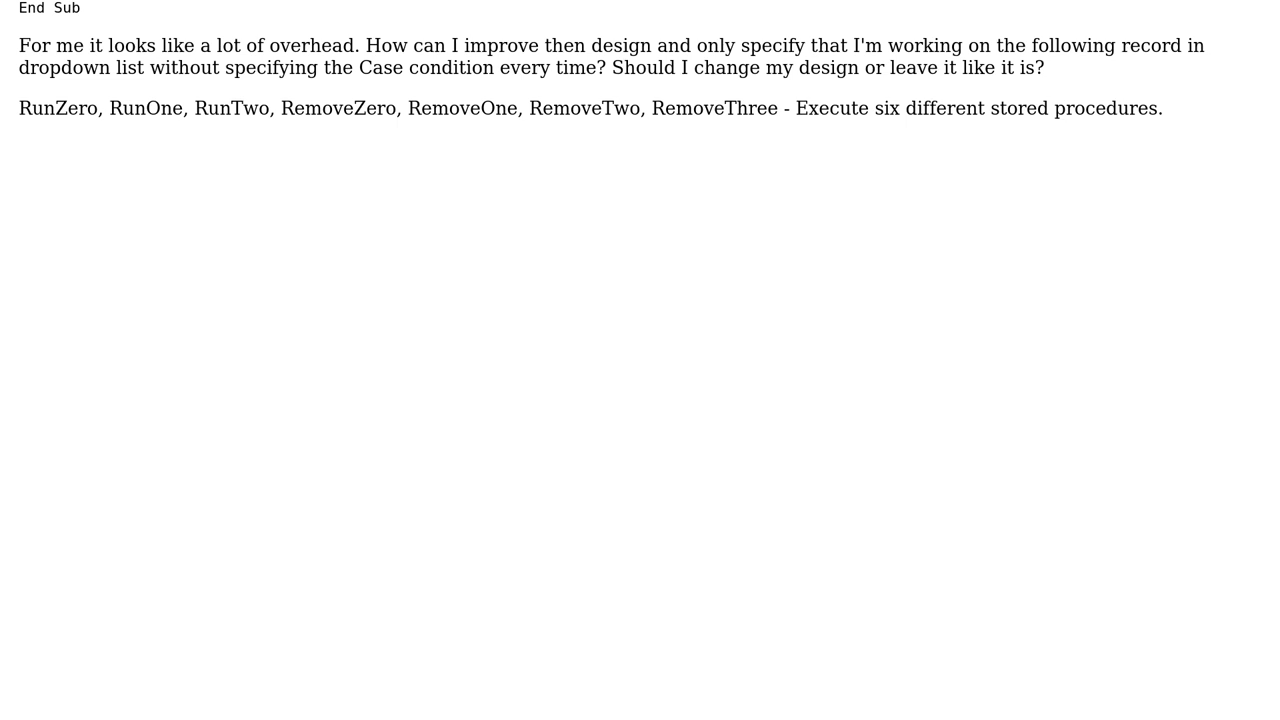 End Sub
For me it looks like a lot of overhead. How can I improve then design and only specify that I'm working on the following record in
dropdown list without specifying the Case condition every time? Should I change my design or leave it like it is?
RunZero, RunOne, RunTwo, RemoveZero, RemoveOne, RemoveTwo, RemoveThree - Execute six different stored procedures.